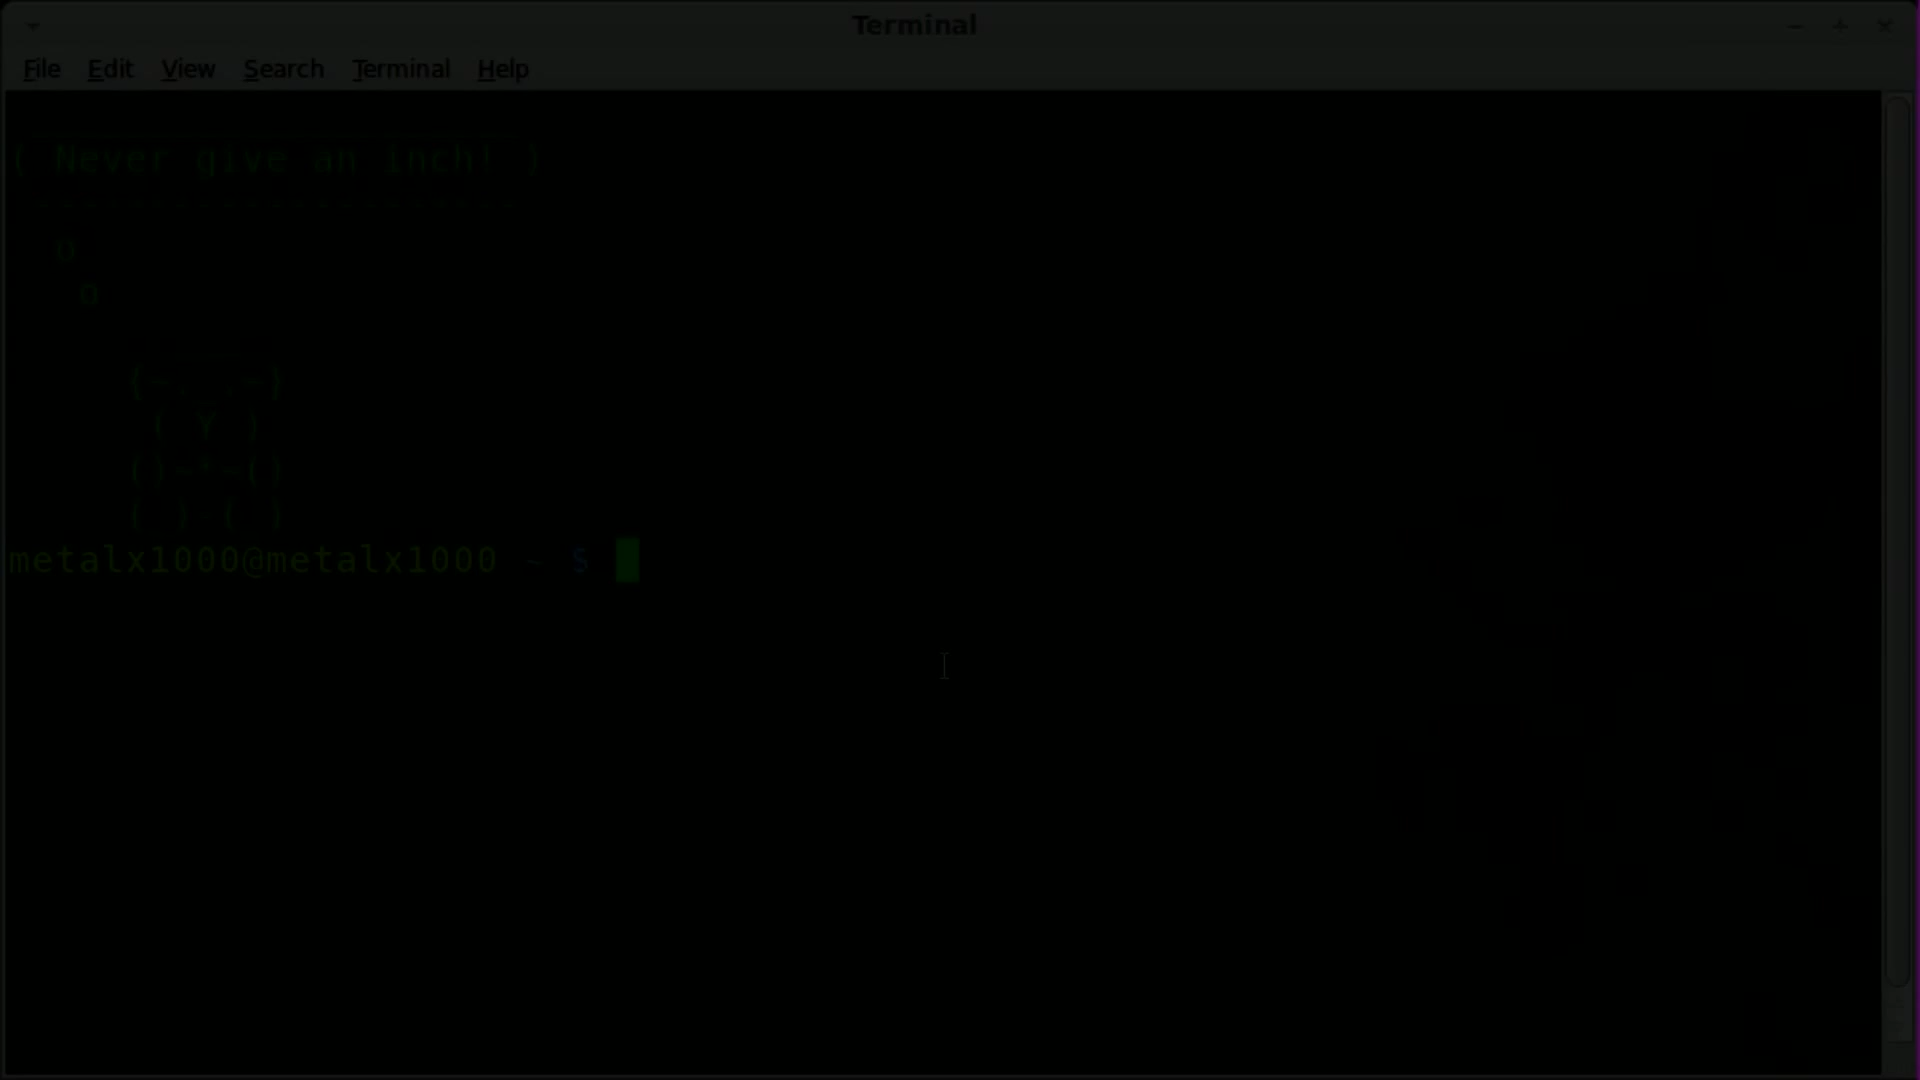 Terminal
File Edit View Search Terminal Help
( Never give an inch! )
-----------------------
o
o
{~._.~}
( Y )
()~*~()
(_)-(_)
metalx1000@metalx1000 ~ $